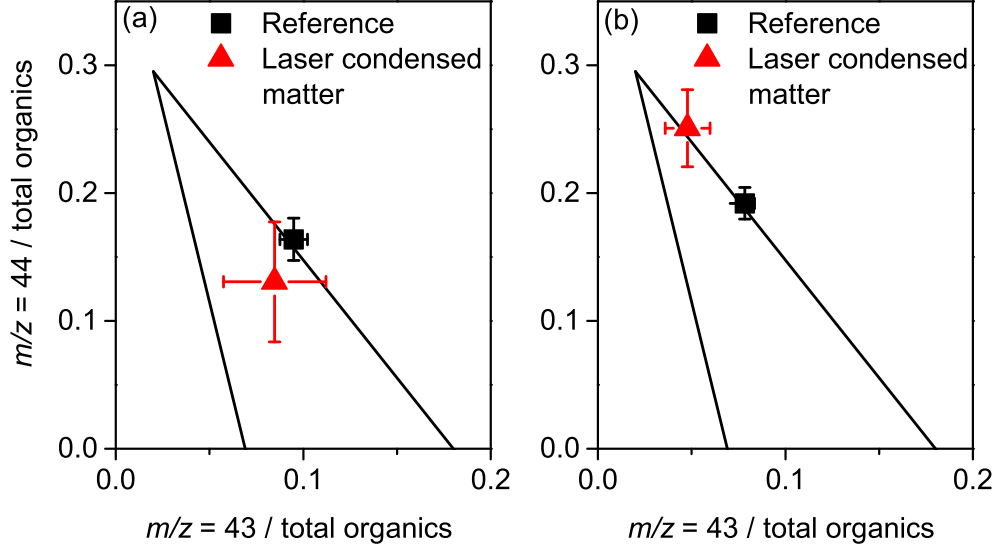 (a)
Reference
Laser condensed
matter
0.3
0.2
0.1
0.0
0.0
0.1
0.2
m/z = 44 / total organics
m/z = 43 / total organics
(b)
Reference
Laser condensed
matter
0.3
0.2
0.1
0.0
0.0
0.1
0.2
m/z = 43 / total organics